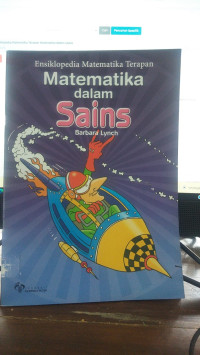 Ensiklopedia Matematika Terapan
Matematika
dalam
Sains
Barbara Lynch